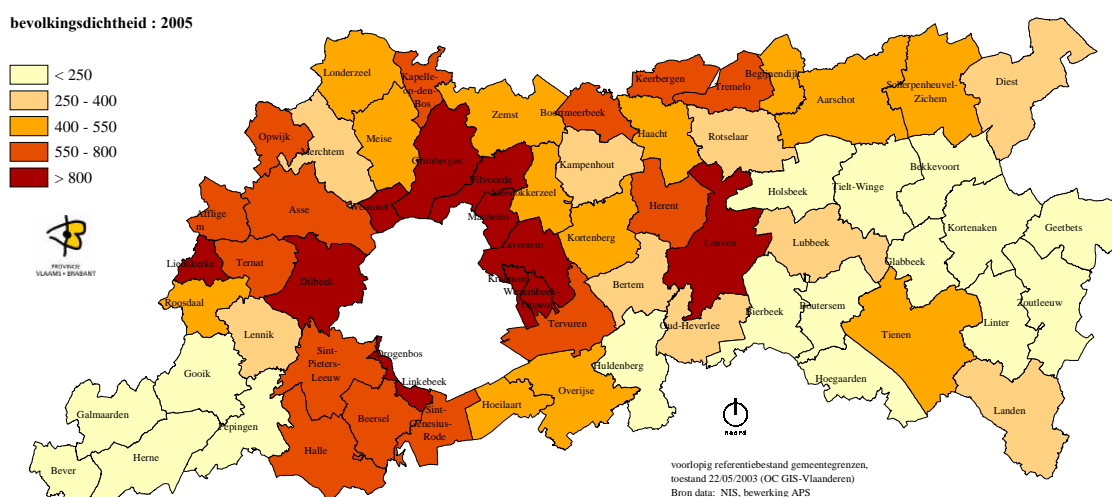 bevolkingsdichtheid : 2005
< 250
250 - 400
400 - 550
550 - 800
> 800
PROVINCIE
VLAAMS BRABANT
Londerzeel
Kapelle-
op-den-
Bos
Zemst
Boortmeerbeek
Keerbergen
Tremelo
Begijnendijk
Aarschot
Scherpenheuvel-
Zichem
Diest
Opwijk
Merchtem
Meise
Grimbergen
Vilvoorde
Steenokkerzeel
Kampenhout
Haacht
Rotselaar
Bekkevoort
Holsbeek
Tielt-Winge
Kortenaken
Geetbets
Afflige
m
Asse
Wemmel
Machelen
Zaventem
Kortenberg
Herent
Leuven
Lubbeek
Glabbeek
Liedekerke
Ternat
Dilbeek
Kraainem
Wezembeek-
Oppem
Bertem
Roosdaal
Lennik
Tervuren
Oud-Heverlee
Bierbeek
Boutersem
Tienen
Linter
Zoutleeuw
Gooik
Sint-
Pieters-
Leeuw
Drogenbos
Linkebeek
Huldenberg
Hoegaarden
Landen
Galmaarden
Pepingen
Beersel
Sint-
Genesius-
Rode
Hoeilaart
Overijse
Bever
Herne
Halle
noord
voorlopig referentiebestand gemeentegrenzen,
toestand 22/05/2003 (OC GIS-Vlaanderen)
Bron data: NIS, bewerking APS